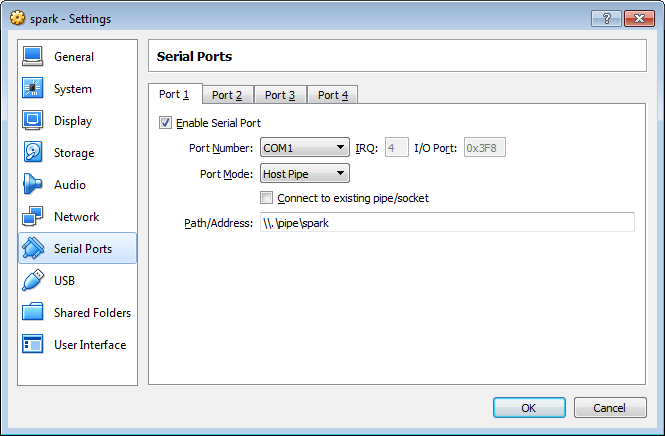 spark - Settings
General
System
Display
Storage
Audio
Network
Serial Ports
USB
Shared Folders
User Interface
Serial Ports
Port 1 Port 2 Port 3 Port 4
Enable Serial Port
Port Number: COM1 IRQ: 4 I/O Port: 0x3F8
Port Mode: Host Pipe
Connect to existing pipe/socket
Path/Address: \\.\pipe\spark
OK Cancel